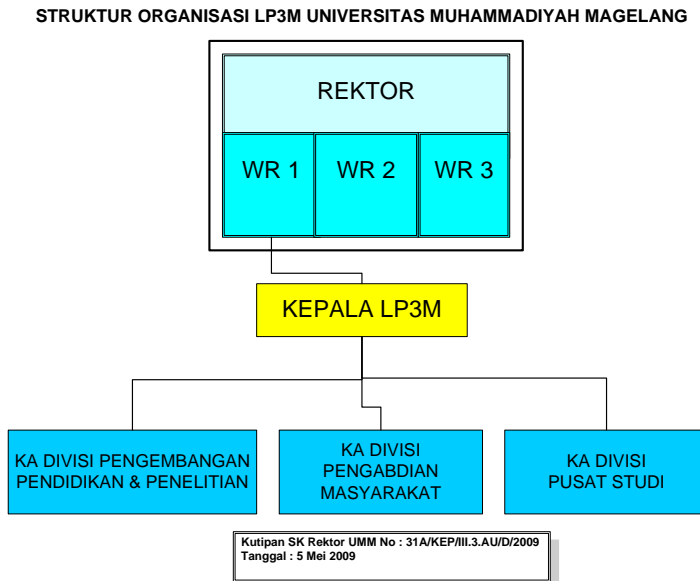 STRUKTUR ORGANISASI LP3M UNIVERSITAS MUHAMMADIYAH MAGELANG
REKTOR
WR 1
WR 2
WR 3
KEPALA LP3M
KA DIVISI PENGEMBANGAN
PENDIDIKAN & PENELITIAN
KA DIVISI
PENGABDIAN
MASYARAKAT
KA DIVISI
PUSAT STUDI
Kutipan SK Rektor UMM No : 31A/KEP/III.3.AU/D/2009
Tanggal : 5 Mei 2009